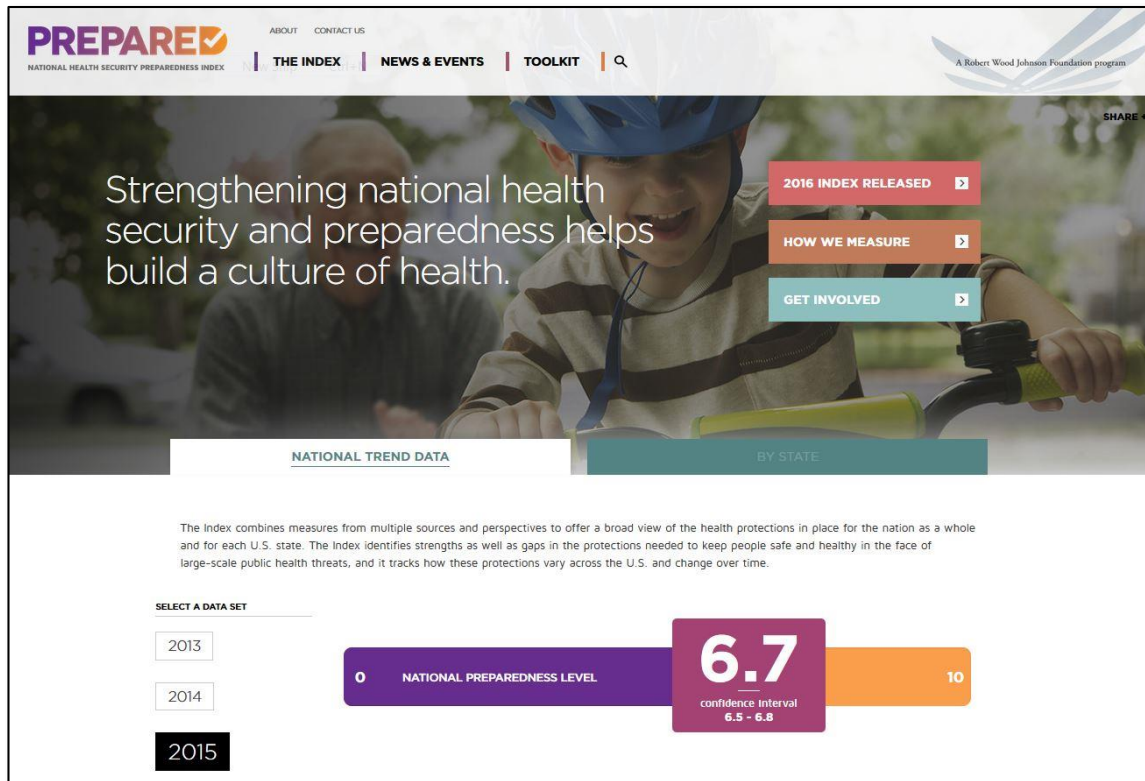 PREPARED
NATIONAL HEALTH SECURITY PREPAREDNESS INDEX
ABOUT CONTACT US
THE INDEX NEWS & EVENTS TOOLKIT
A Robert Wood Johnson Foundation program
SHARE +
Strengthening national health
security and preparedness helps
build a culture of health.
2016 INDEX RELEASED
HOW WE MEASURE
GET INVOLVED
NATIONAL TREND DATA BY STATE
The Index combines measures from multiple sources and perspectives to offer a broad view of the health protections in place for the nation as a whole
and for each U.S. state. The Index identifies strengths as well as gaps in the protections needed to keep people safe and healthy in the face of
large-scale public health threats, and it tracks how these protections vary across the U.S. and change over time.
SELECT A DATA SET
2013
2014
2015
0 NATIONAL PREPAREDNESS LEVEL 6.7 10
confidence interval
6.5 - 6.8